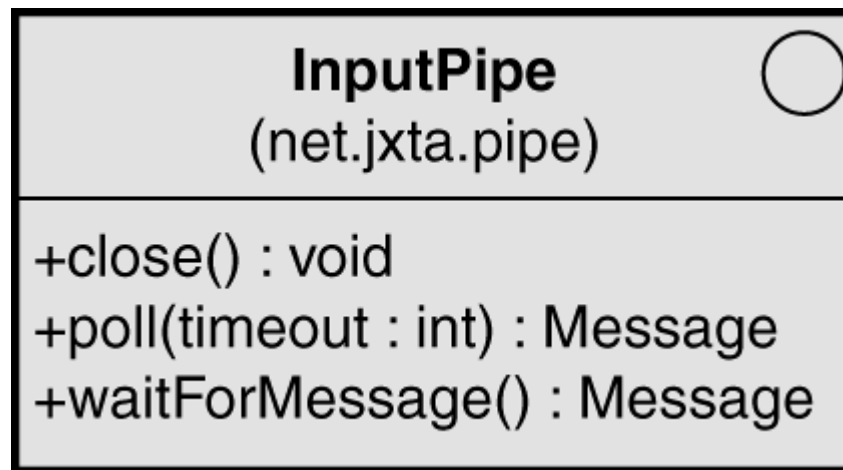 InputPipe
(net.jxta.pipe)
+close() : void
+poll(timeout : int) : Message
+waitForMessage() : Message